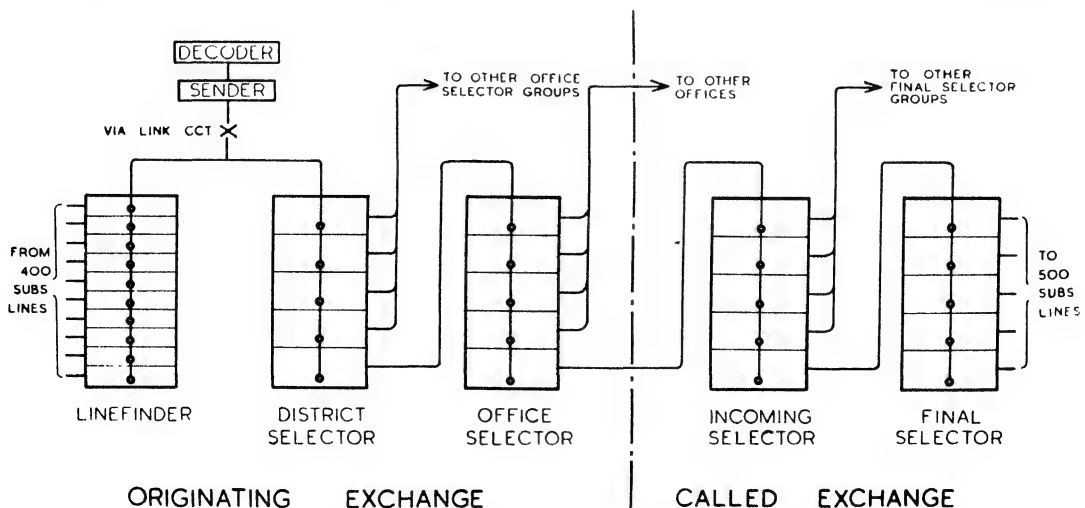 DECODER
SENDER
VIA LINK CCT
TO OTHER OFFICE
SELECTOR GROUPS
TO OTHER
OFFICES
TO OTHER
FINAL SELECTOR
GROUPS
FROM
400
SUBS
LINES
TO
500
SUBS
LINES
LINEFINDER
DISTRICT
SELECTOR
OFFICE
SELECTOR
INCOMING
SELECTOR
FINAL
SELECTOR
ORIGINATING EXCHANGE
CALLED EXCHANGE